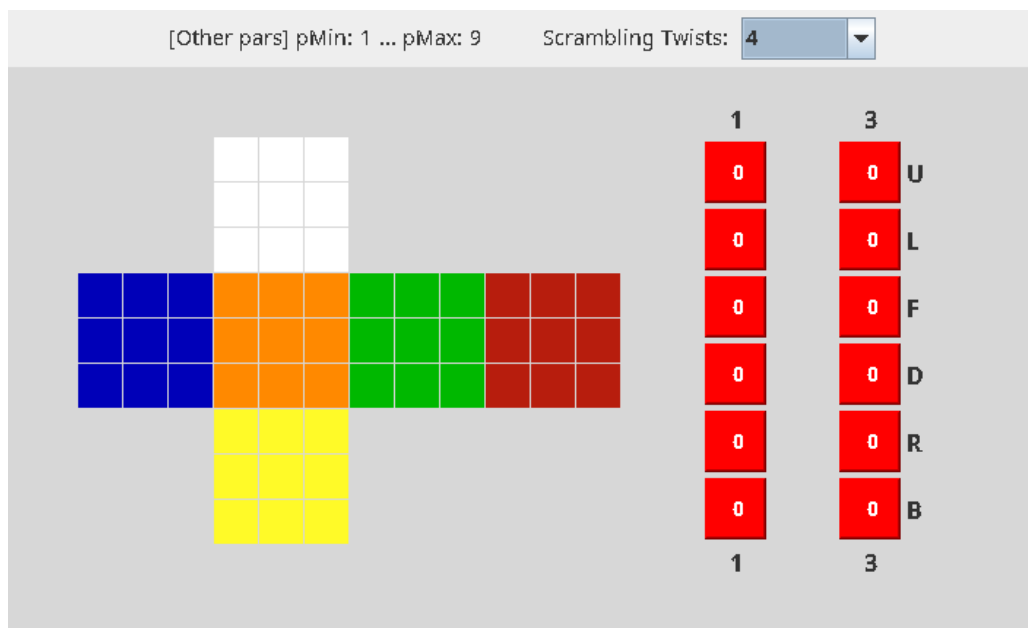 [Other pars] pMin: 1 ... pMax: 9 Scrambling Twists: 4
1 3
0 0 U
0 0 L
0 0 F
0 0 D
0 0 R
0 0 B
1 3